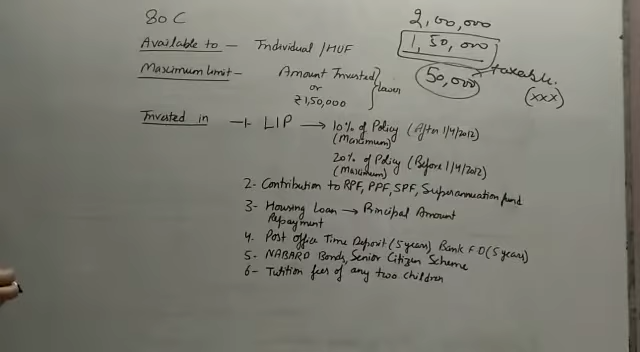 80 C
2,00,000
Available to - Individual / HUF
1,50,000
Maximum limit - Amount Invested
or
₹1,50,000
lower
50,000 taxable.
(xxx)
Invested in -1- LIP → 10% of Policy (After 1/4/2012)
(Maximum)
20% of Policy (Before 1/4/2012)
(Maximum)
2- Contribution to RPF, PPF, SPF, Superannuation fund
3- Housing Loan → Principal Amount
Repayment
4. Post office Time Deposit (5 years) Bank F.D (5 years)
5- NABARD Bonds, Senior Citizen Scheme
6- Tution fees of any two children